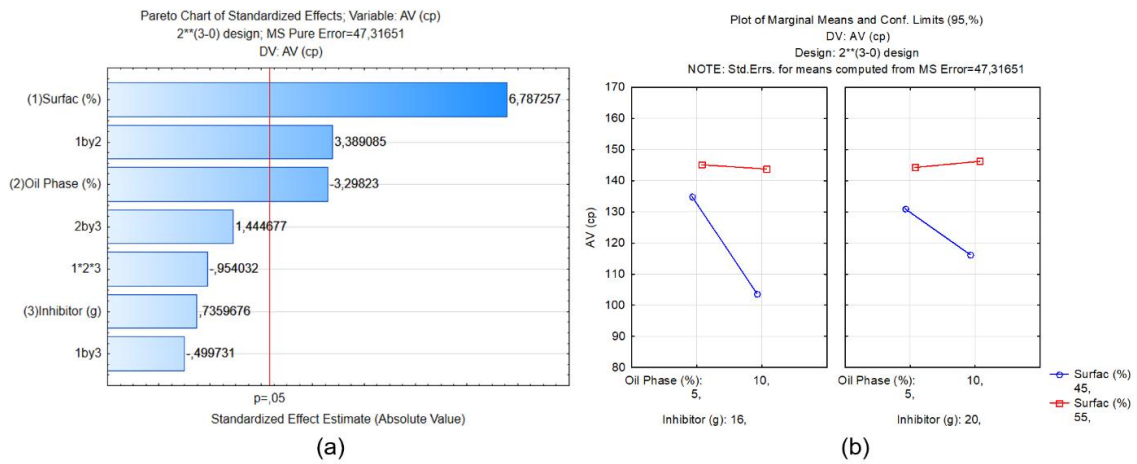 Pareto Chart of Standardized Effects; Variable: AV (cp)
2**(3-0) design; MS Pure Error=47,31651
DV: AV (cp)
(1)Surfac (%)
6,787257
1by2
3,389085
(2)Oil Phase (%)
-3,29823
2by3
1,444677
1*2*3
-,954032
(3)Inhibitor (g)
,7359676
1by3
-,499731
p=,05
Standardized Effect Estimate (Absolute Value)
(a)
Plot of Marginal Means and Conf. Limits (95,%)
DV: AV (cp)
Design: 2**(3-0) design
NOTE: Std.Errs. for means computed from MS Error=47,31651
AV (cp)
170
160
150
140
130
120
110
100
90
80
Oil Phase (%):
5,
10,
Inhibitor (g): 16,
Oil Phase (%):
5,
10,
Inhibitor (g): 20,
Surfac (%)
45,
Surfac (%)
55,
(b)